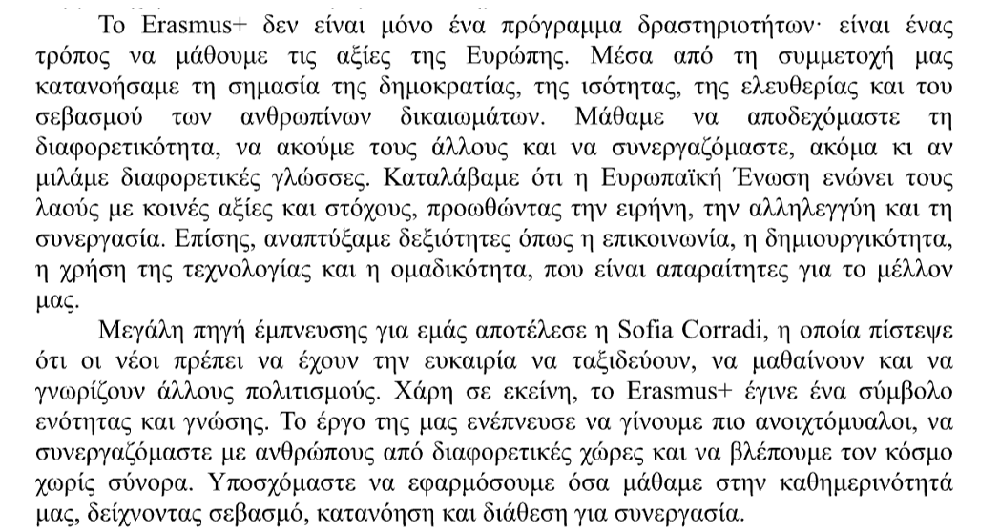 Το Erasmus+ δεν είναι μόνο ένα πρόγραμμα δραστηριοτήτων· είναι ένας
τρόπος να μάθουμε τις αξίες της Ευρώπης. Μέσα από τη συμμετοχή μας
κατανοήσαμε τη σημασία της δημοκρατίας, της ισότητας, της ελευθερίας και του
σεβασμού των ανθρωπίνων δικαιωμάτων. Μάθαμε να αποδεχόμαστε τη
διαφορετικότητα, να ακούμε τους άλλους και να συνεργαζόμαστε, ακόμα κι αν
μιλάμε διαφορετικές γλώσσες. Καταλάβαμε ότι η Ευρωπαϊκή Ένωση ενώνει τους
λαούς με κοινές αξίες και στόχους, προωθώντας την ειρήνη, την αλληλεγγύη και τη
συνεργασία. Επίσης, αναπτύξαμε δεξιότητες όπως η επικοινωνία, η δημιουργικότητα,
η χρήση της τεχνολογίας και η ομαδικότητα, που είναι απαραίτητες για το μέλλον
μας.
Μεγάλη πηγή έμπνευσης για εμάς αποτέλεσε η Sofia Corradi, η οποία πίστεψε
ότι οι νέοι πρέπει να έχουν την ευκαιρία να ταξιδεύουν, να μαθαίνουν και να
γνωρίζουν άλλους πολιτισμούς. Χάρη σε εκείνη, το Erasmus+ έγινε ένα σύμβολο
ενότητας και γνώσης. Το έργο της μας ενέπνευσε να γίνουμε πιο ανοιχτόμυαλοι, να
συνεργαζόμαστε με ανθρώπους από διαφορετικές χώρες και να βλέπουμε τον κόσμο
χωρίς σύνορα. Υποσχόμαστε να εφαρμόσουμε όσα μάθαμε στην καθημερινότητά
μας, δείχνοντας σεβασμό, κατανόηση και διάθεση για συνεργασία.